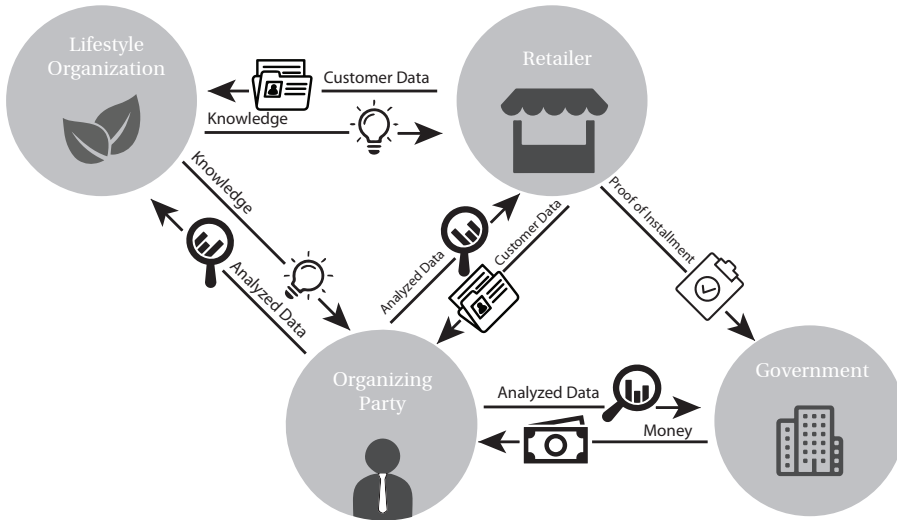 Lifestyle
Organization
Retailer
Customer Data
Knowledge
Knowledge
Analyzed Data
Analyzed Data
Customer Data
Proof of Installment
Organizing
Party
Government
Analyzed Data
Money